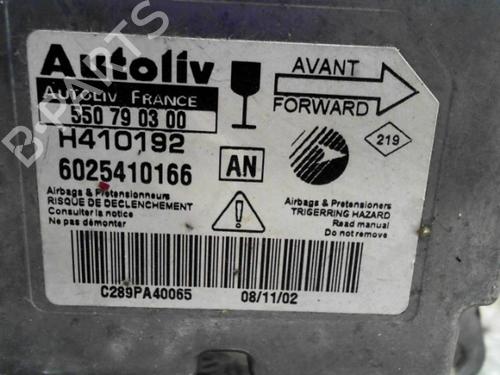 Autoliv
AUTOLIV FRANCE
550 79 03 00
H410192
6025410166
AVANT
FORWARD
219
AN
Airbags & Pretensionneurs
RISQUE DE DECLENCHEMENT
Consulter la notice
Ne pas démonter
Airbags & Pretensioners
TRIGERRING HAZARD
Read manual
Do not remove
C289PA40065
08/11/02
B-PARTS